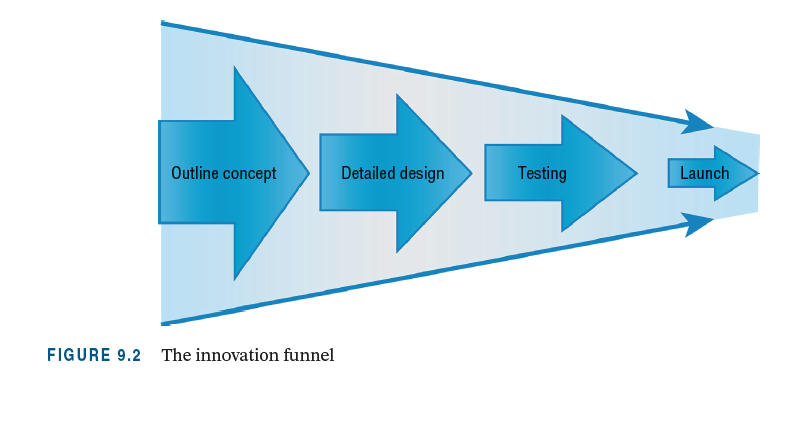 Outline concept
Detailed design
Testing
Launch
FIGURE 9.2 The innovation funnel